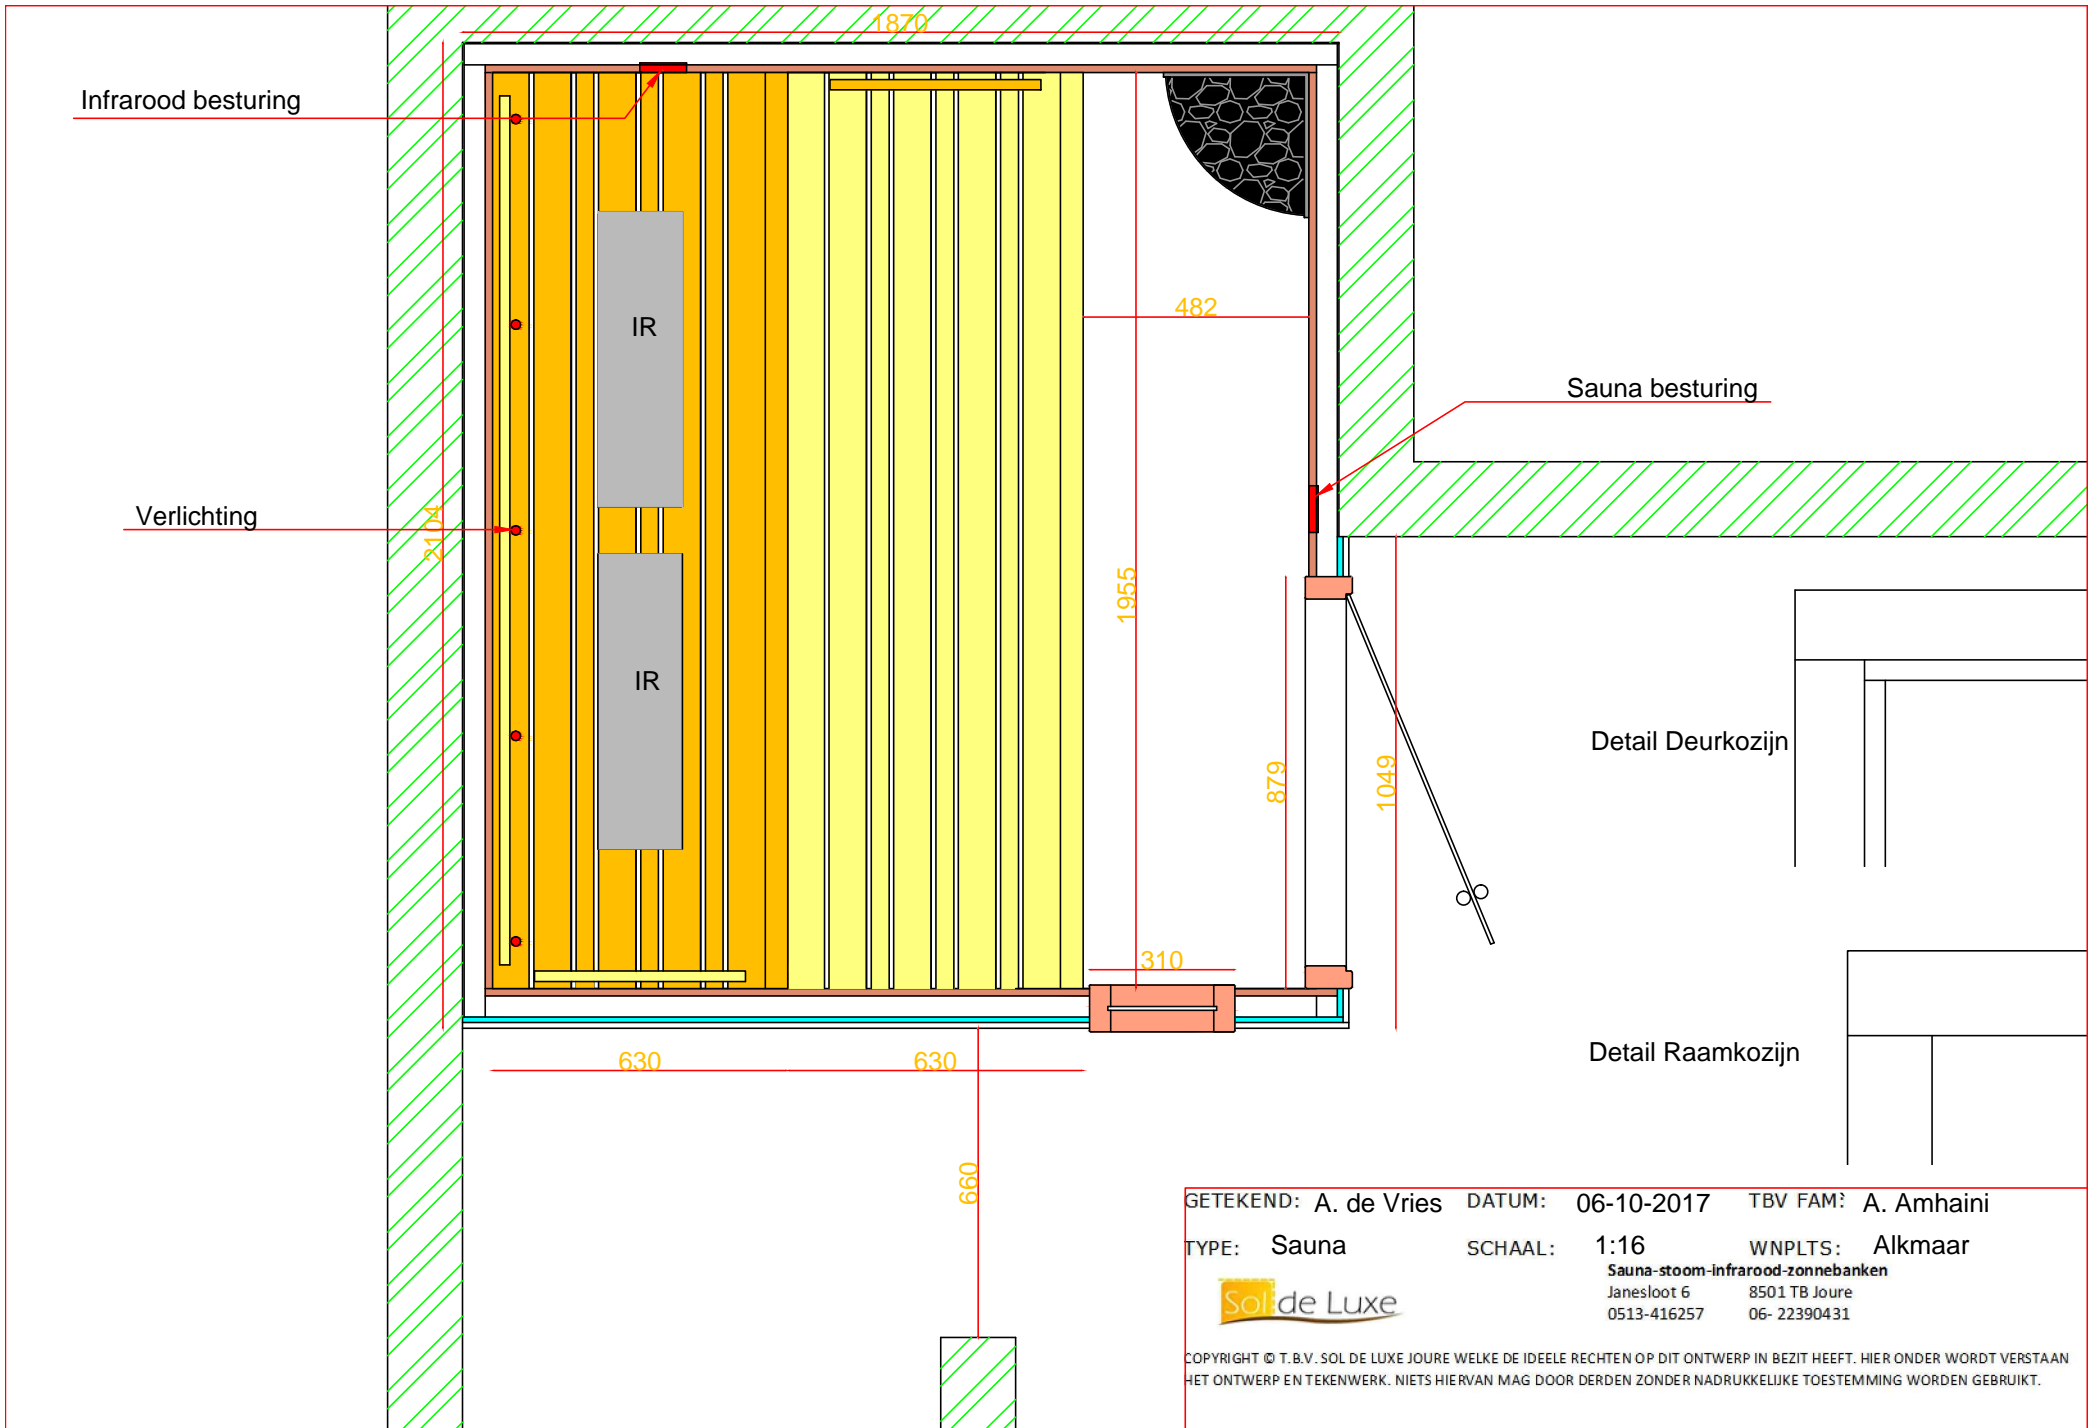 1870
Infrarood besturing
482
IR
Sauna besturing
Verlichting
2104
1955
IR
Detail Deurkozijn
879
1049
310
630
630
Detail Raamkozijn
660
GETEKEND: A. de Vries DATUM: 06-10-2017 TBV FAM: A. Amhaini
TYPE: Sauna SCHAAL: 1:16 WNPLTS: Alkmaar
Sauna-stoom-infrarood-zonnebanken
Janesloot 6 8501 TB Joure
0513-416257 06- 22390431
Sol de Luxe
COPYRIGHT © T.B.V. SOL DE LUXE JOURE WELKE DE IDEELE RECHTEN OP DIT ONTWERP IN BEZIT HEEFT. HIER ONDER WORDT VERSTAAN
HET ONTWERP EN TEKENWERK. NIETS HIERVAN MAG DOOR DERDEN ZONDER NADRUKKELIJKE TOESTEMMING WORDEN GEBRUIKT.